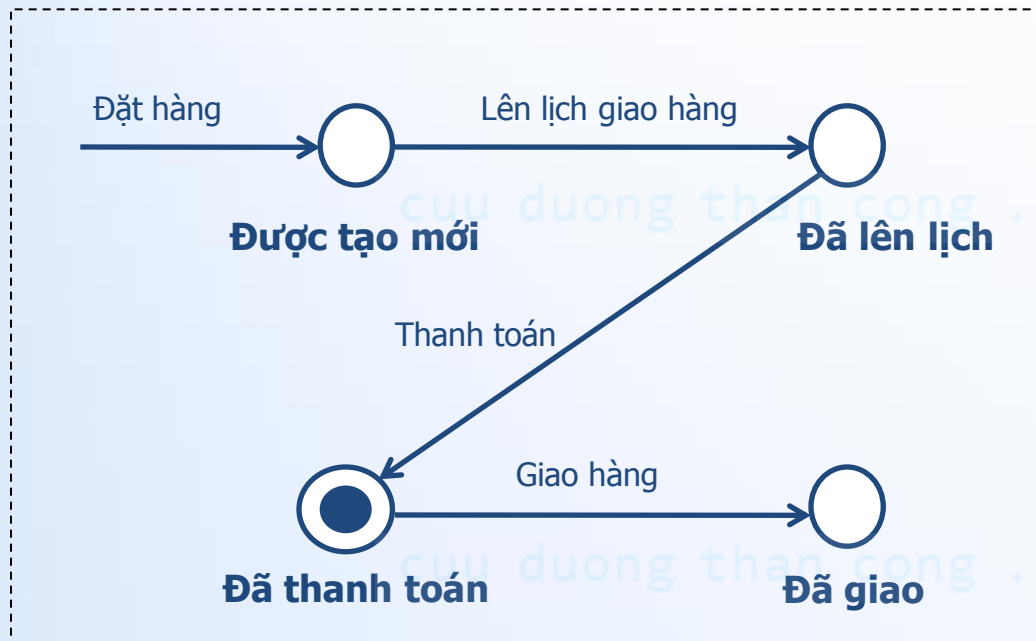 Đặt hàng
Lên lịch giao hàng
cuu duong than cong .
Được tạo mới
Đã lên lịch
Thanh toán
Giao hàng
cuu duong than cong .
Đã thanh toán
Đã giao